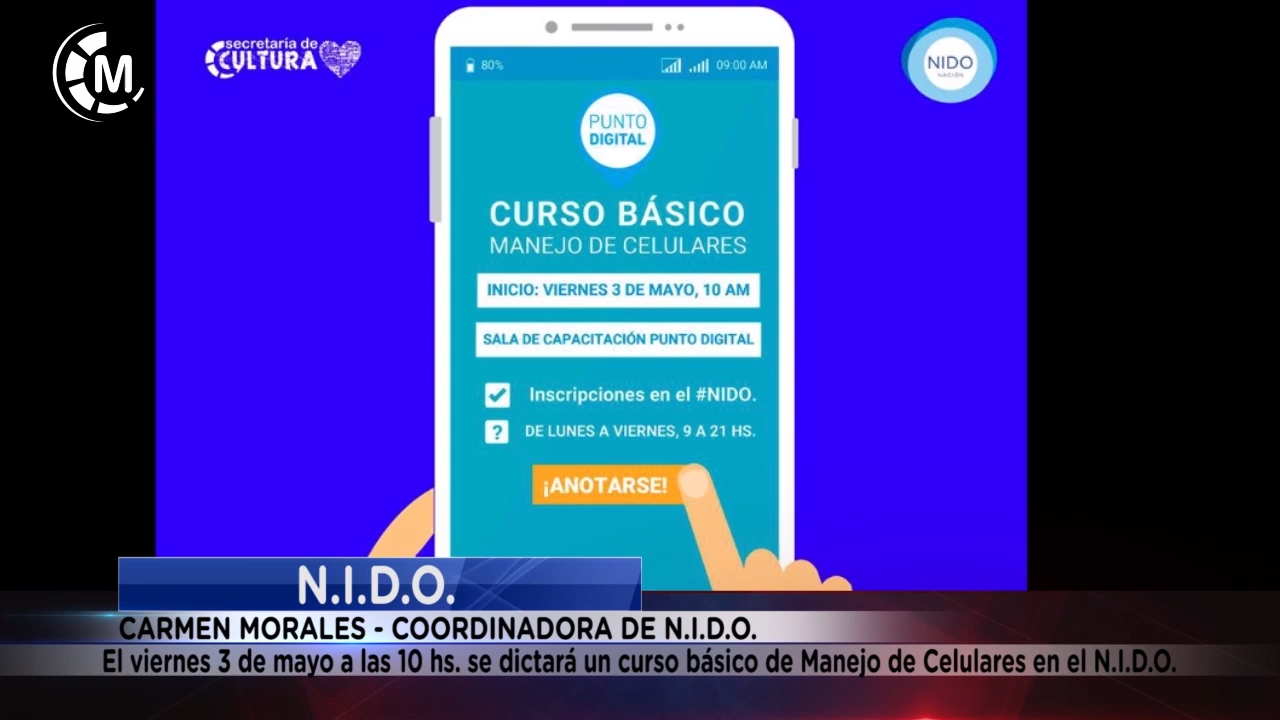 M
secretaría de
CULTURA
NIDO
NACIÓN
80%
09:00 AM
PUNTO
DIGITAL
CURSO BÁSICO
MANEJO DE CELULARES
INICIO: VIERNES 3 DE MAYO, 10 AM
SALA DE CAPACITACIÓN PUNTO DIGITAL
Inscripciones en el #NIDO.
? DE LUNES A VIERNES, 9 A 21 HS.
¡ANOTARSE!
N.I.D.O.
CARMEN MORALES - COORDINADORA DE N.I.D.O.
El viernes 3 de mayo a las 10 hs. se dictará un curso básico de Manejo de Celulares en el N.I.D.O.